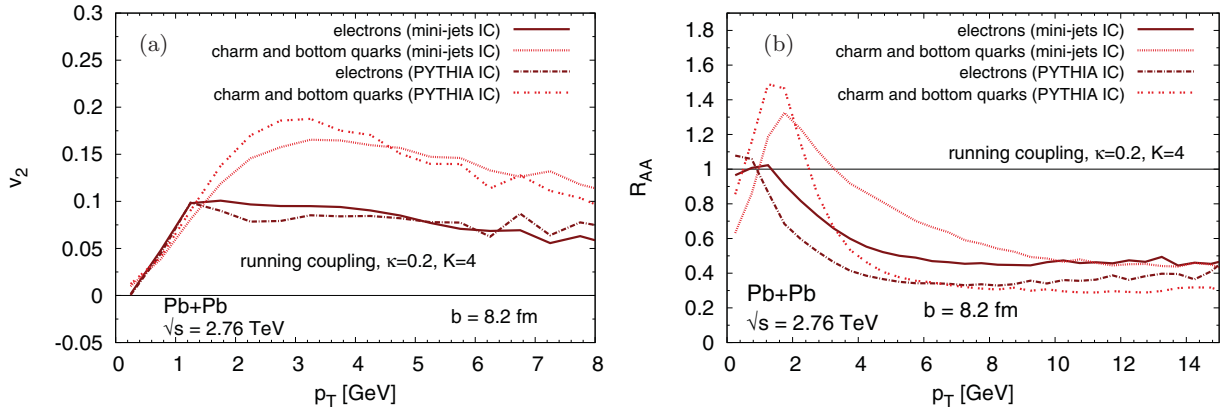 (a)
electrons (mini-jets IC)
charm and bottom quarks (mini-jets IC)
electrons (PYTHIA IC)
charm and bottom quarks (PYTHIA IC)
0.3
0.25
0.2
0.15
0.1
0.05
0
-0.05
v2
running coupling, κ=0.2, K=4
Pb+Pb
√s = 2.76 TeV
b = 8.2 fm
0 1 2 3 4 5 6 7 8
pT [GeV]
(b)
electrons (mini-jets IC)
charm and bottom quarks (mini-jets IC)
electrons (PYTHIA IC)
charm and bottom quarks (PYTHIA IC)
1.8
1.6
1.4
1.2
1
0.8
0.6
0.4
0.2
0
RAA
running coupling, κ=0.2, K=4
Pb+Pb
√s = 2.76 TeV
b = 8.2 fm
0 2 4 6 8 10 12 14
pT [GeV]